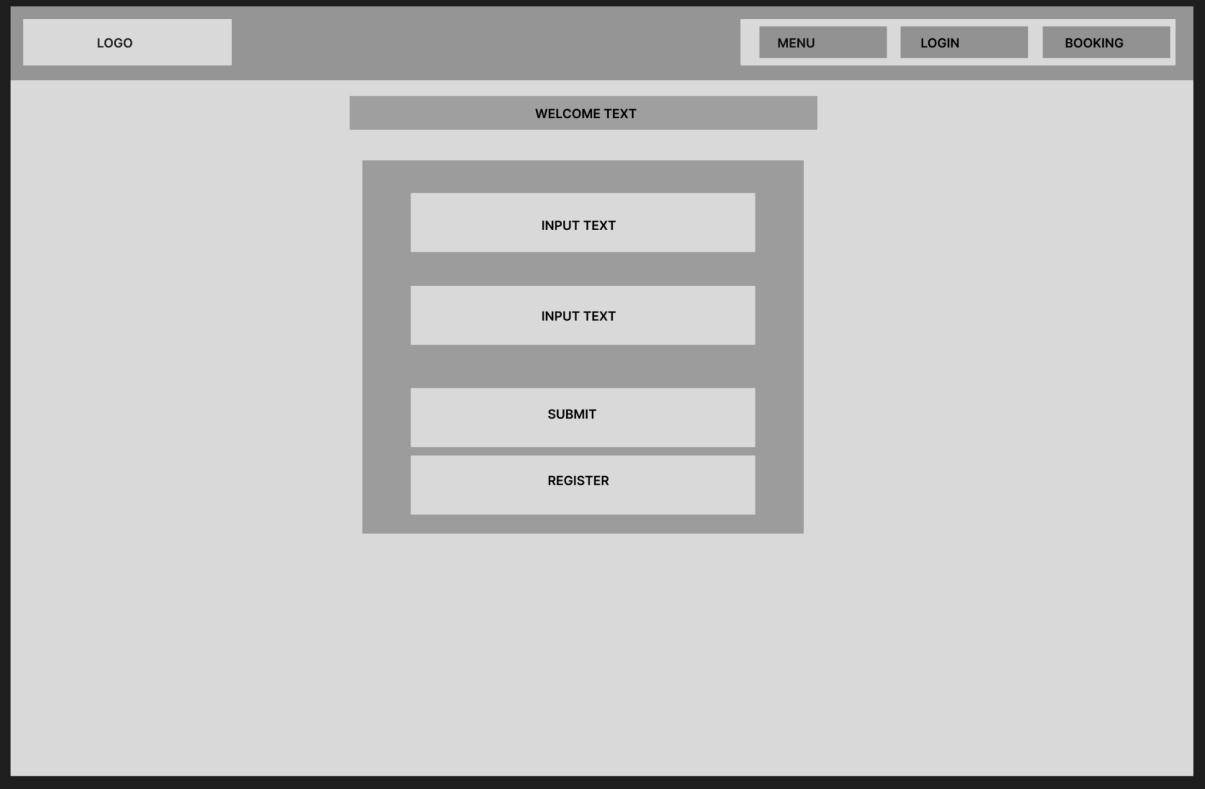 LOGO
MENU
LOGIN
BOOKING
WELCOME TEXT
INPUT TEXT
INPUT TEXT
SUBMIT
REGISTER